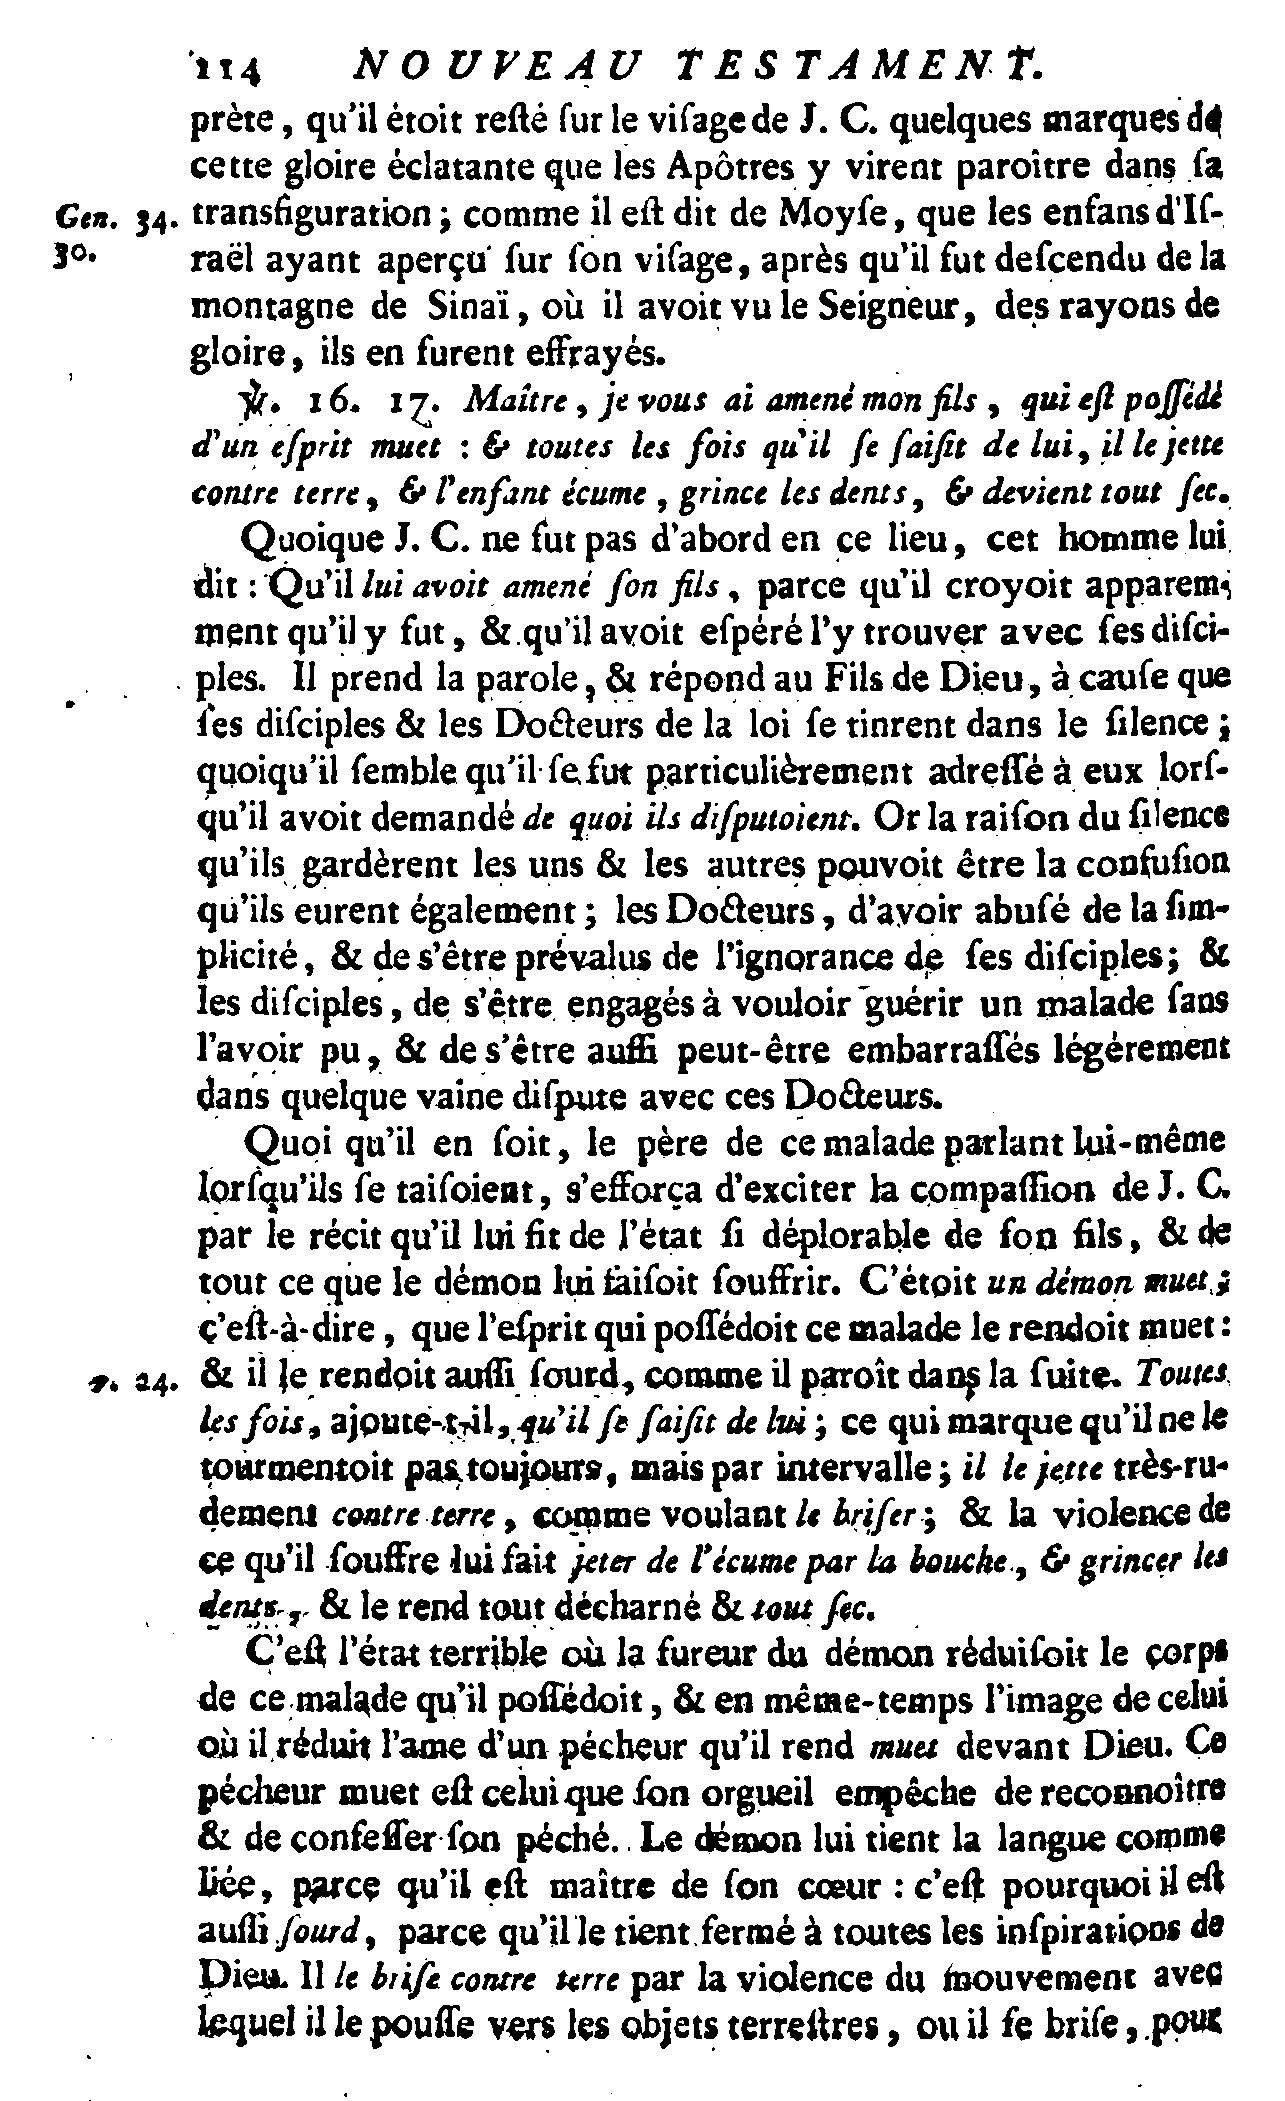 114 NOUVEAU TESTAMENT.
prète, qu'il étoit reſté ſur le viſage de J. C. quelques marques de
cette gloire éclatante que les Apôtres y virent paroître dans ſa
Gen. 34. transfiguration; comme il eſt dit de Moyſe, que les enfans d'Iſ-
30. raël ayant aperçu ſur ſon viſage, après qu'il fut deſcendu de la
montagne de Sinaï, où il avoit vu le Seigneur, des rayons de
gloire, ils en furent effrayés.
℣. 16. 17. Maître, je vous ai amené mon fils, qui eſt poſſédé
d'un eſprit muet : & toutes les fois qu'il ſe ſaiſit de lui, il le jette
contre terre, & l'enfant écume, grince les dents, & devient tout ſec.
Quoique J. C. ne fut pas d'abord en ce lieu, cet homme lui
dit : Qu'il lui avoit amené ſon fils, parce qu'il croyoit apparem-
ment qu'il y fut, & qu'il avoit eſpéré l'y trouver avec ſes diſci-
ples. Il prend la parole, & répond au Fils de Dieu, à cauſe que
ſes diſciples & les Docteurs de la loi ſe tinrent dans le ſilence;
quoiqu'il ſemble qu'il ſe fut particulièrement adreſſé à eux lorſ-
qu'il avoit demandé de quoi ils diſputoient. Or la raiſon du ſilence
qu'ils gardèrent les uns & les autres pouvoit être la confuſion
qu'ils eurent également; les Docteurs, d'avoir abuſé de la ſim-
plicité, & de s'être prévalus de l'ignorance de ſes diſciples; &
les diſciples, de s'être engagés à vouloir guérir un malade ſans
l'avoir pu, & de s'être auſſi peut-être embarraſſés légérement
dans quelque vaine diſpute avec ces Docteurs.
Quoi qu'il en ſoit, le père de ce malade parlant lui-même
lorſqu'ils ſe taiſoient, s'efforça d'exciter la compaſſion de J. C.
par le récit qu'il lui fit de l'état ſi déplorable de ſon fils, & de
tout ce que le démon lui faiſoit ſouffrir. C'étoit un démon muet;
c'eſt-à-dire, que l'eſprit qui poſſédoit ce malade le rendoit muet :
v. 24. & il le rendoit auſſi ſourd, comme il paroît dans la ſuite. Toutes
les fois, ajoute-t-il, qu'il ſe ſaiſit de lui; ce qui marque qu'il ne le
tourmentoit pas toujours, mais par intervalle; il le jette très-ru-
dement contre terre, comme voulant le briſer; & la violence de
ce qu'il ſouffre lui fait jeter de l'écume par la bouche, & grincer les
dents, & le rend tout décharné & tout ſec.
C'eſt l'état terrible où la fureur du démon réduiſoit le corps
de ce malade qu'il poſſédoit, & en même-temps l'image de celui
où il réduit l'ame d'un pécheur qu'il rend muet devant Dieu. Ce
pécheur muet eſt celui que ſon orgueil empêche de reconnoître
& de confeſſer ſon péché. Le démon lui tient la langue comme
liée, parce qu'il eſt maître de ſon cœur : c'eſt pourquoi il eſt
auſſi ſourd, parce qu'il le tient fermé à toutes les inſpirations de
Dieu. Il le briſe contre terre par la violence du mouvement avec
lequel il le pouſſe vers les objets terreſtres, ou il ſe briſe, pour